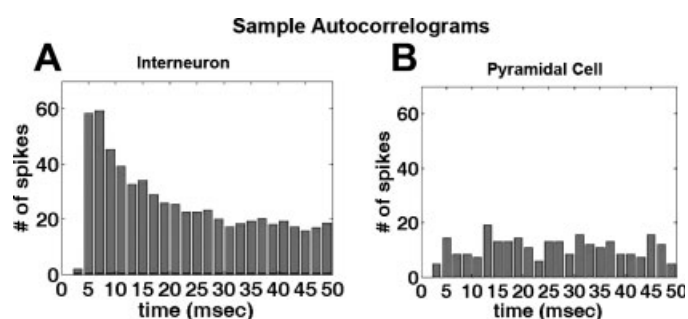 Sample Autocorrelograms
A
Interneuron
# of spikes
60
40
20
0
0 5 10 15 20 25 30 35 40 45 50
time (msec)
B
Pyramidal Cell
# of spikes
60
40
20
0
0 5 10 15 20 25 30 35 40 45 50
time (msec)